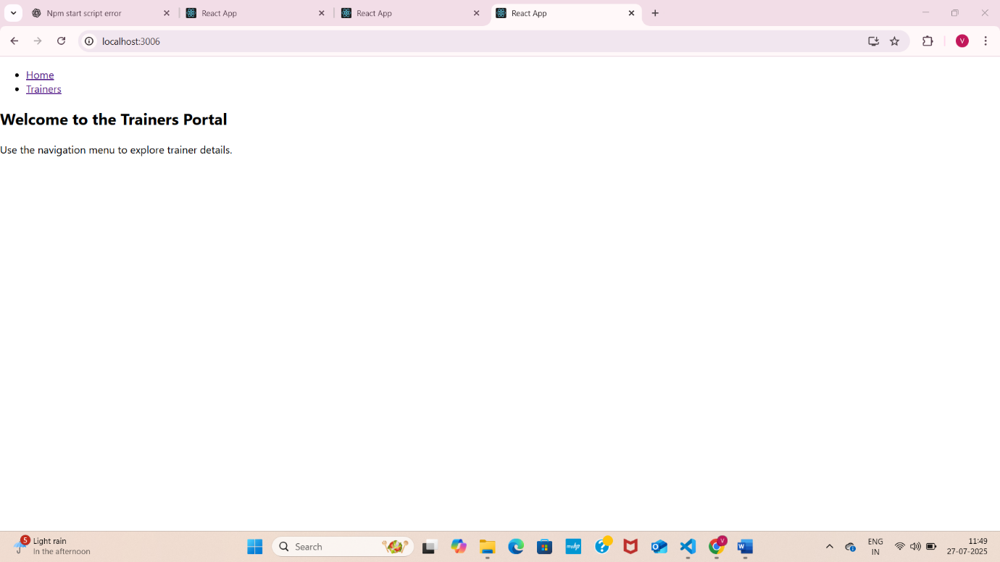 Npm start script error
React App
React App
React App
localhost:3006
V
Home
Trainers
Welcome to the Trainers Portal
Use the navigation menu to explore trainer details.
5
Light rain
In the afternoon
Search
myhp
?
V
W
ENG
IN
11:49
27-07-2025